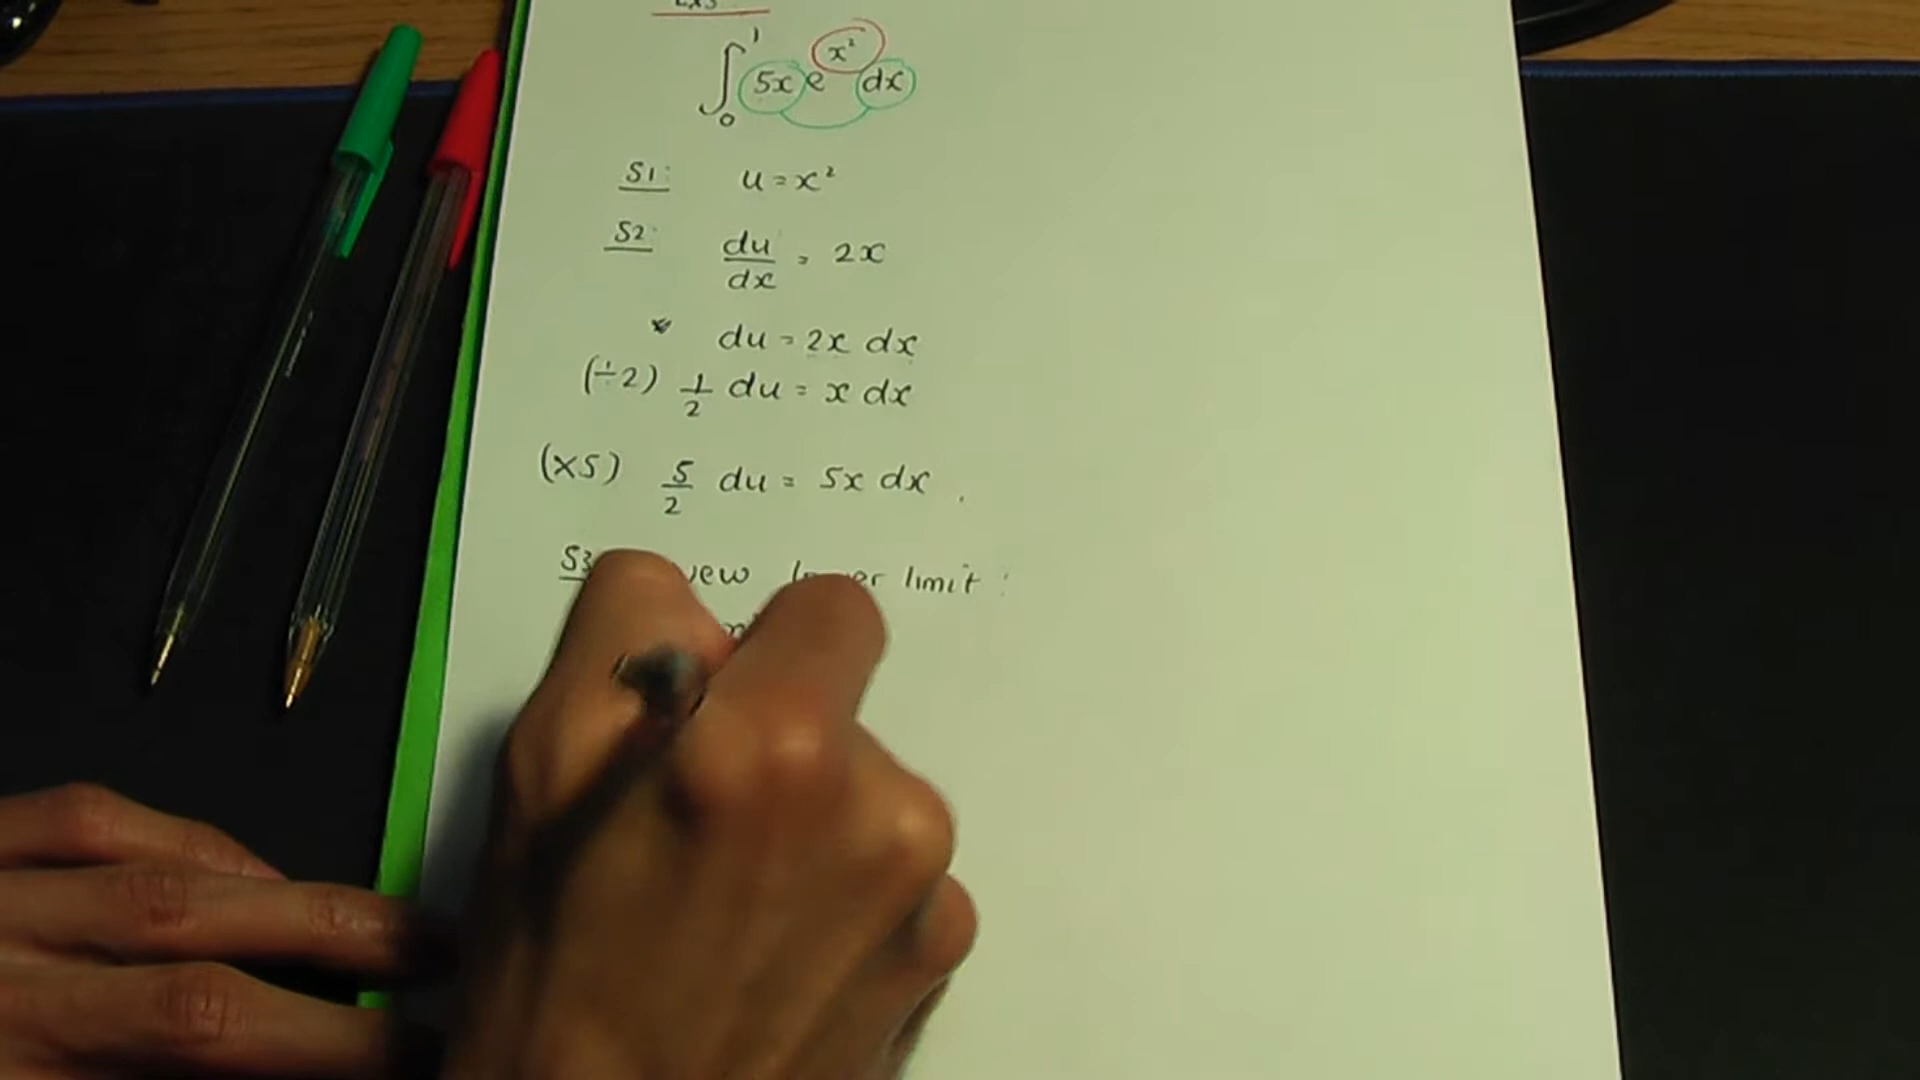 ∫₀¹ 5x e^(x²) dx
S1: u = x²
S2: du/dx = 2x
* du = 2x dx
(÷2) 1/2 du = x dx
(×5) 5/2 du = 5x dx.
S3 limit: